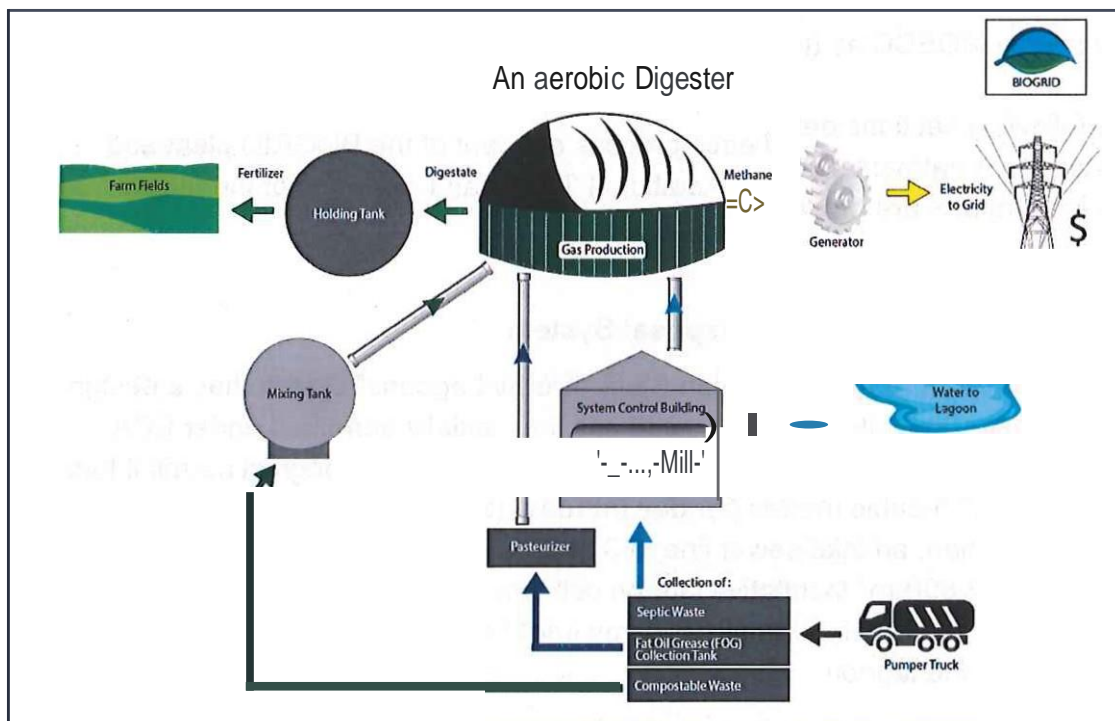 BIOGRID
An aerobic Digester
Fertilizer
Digestate
Methane
=C>
Farm Fields
Holding Tank
Gas Production
Generator
Electricity
to Grid
$
Mixing Tank
System Control Building
Water to
Lagoon
'-_-...,-Mill-'
Pasteurizer
Collection of :
Septic Waste
Fat Oil Grease (FOG)
Collection Tank
Compostable Waste
Pumper Truck